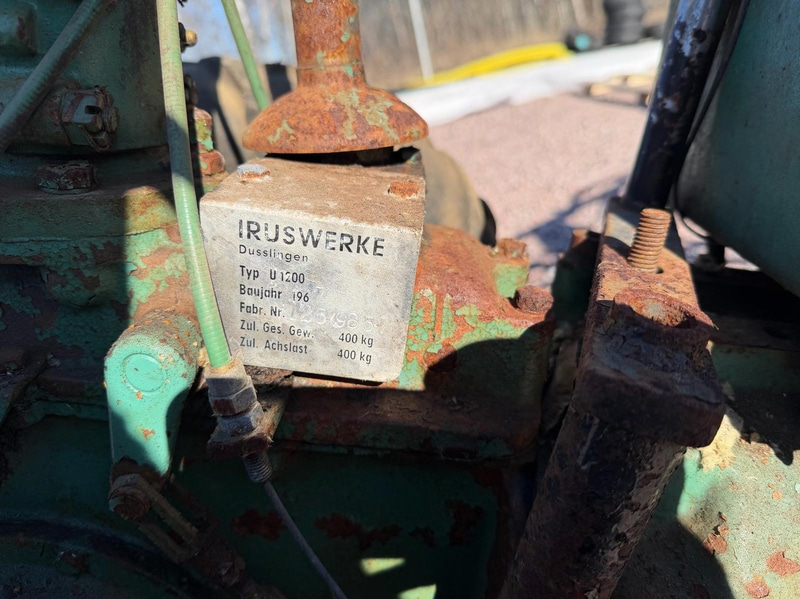 IRUSWERKE
Dusslingen
Typ U 1200
Baujahr 196
Fabr. Nr.
Zul. Ges. Gew. 400 kg
Zul. Achslast 400 kg